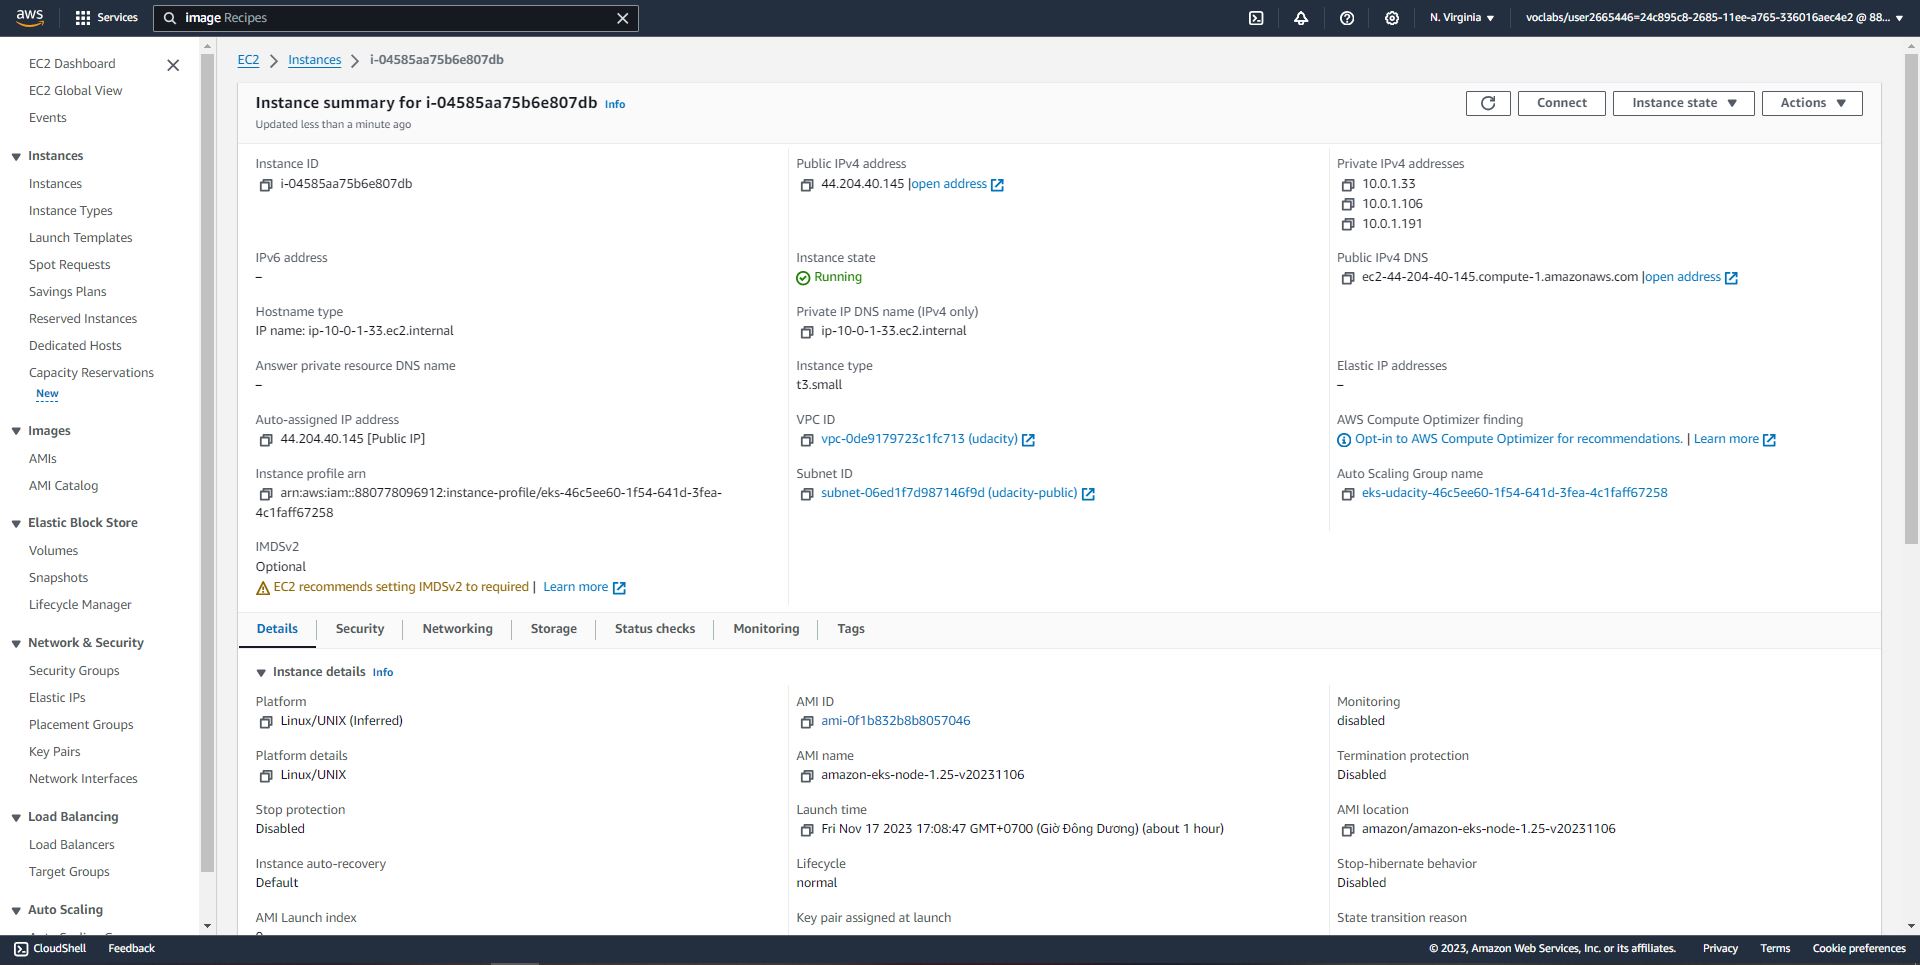 aws
Services
image Recipes
N. Virginia
voclabs/user2665446=24c895c8-2685-11ee-a765-336016aec4e2 @ 88...
EC2 Dashboard
EC2 Global View
Events
Instances
Instances
Instance Types
Launch Templates
Spot Requests
Savings Plans
Reserved Instances
Dedicated Hosts
Capacity Reservations
New
Images
AMIs
AMI Catalog
Elastic Block Store
Volumes
Snapshots
Lifecycle Manager
Network & Security
Security Groups
Elastic IPs
Placement Groups
Key Pairs
Network Interfaces
Load Balancing
Load Balancers
Target Groups
Auto Scaling
EC2 > Instances > i-04585aa75b6e807db
Instance summary for i-04585aa75b6e807db Info
Updated less than a minute ago
Connect
Instance state
Actions
Instance ID
i-04585aa75b6e807db
Public IPv4 address
44.204.40.145 |open address
Private IPv4 addresses
10.0.1.33
10.0.1.106
10.0.1.191
IPv6 address
–
Instance state
Running
Public IPv4 DNS
ec2-44-204-40-145.compute-1.amazonaws.com |open address
Hostname type
IP name: ip-10-0-1-33.ec2.internal
Private IP DNS name (IPv4 only)
ip-10-0-1-33.ec2.internal
Answer private resource DNS name
–
Instance type
t3.small
Elastic IP addresses
–
Auto-assigned IP address
44.204.40.145 [Public IP]
VPC ID
vpc-0de9179723c1fc713 (udacity)
AWS Compute Optimizer finding
Opt-in to AWS Compute Optimizer for recommendations. | Learn more
Instance profile arn
arn:aws:iam::880778096912:instance-profile/eks-46c5ee60-1f54-641d-3fea-
4c1faff67258
Subnet ID
subnet-06ed1f7d987146f9d (udacity-public)
Auto Scaling Group name
eks-udacity-46c5ee60-1f54-641d-3fea-4c1faff67258
IMDSv2
Optional
EC2 recommends setting IMDSv2 to required | Learn more
Details
Security
Networking
Storage
Status checks
Monitoring
Tags
Instance details Info
Platform
Linux/UNIX (Inferred)
AMI ID
ami-0f1b832b8b8057046
Monitoring
disabled
Platform details
Linux/UNIX
AMI name
amazon-eks-node-1.25-v20231106
Termination protection
Disabled
Stop protection
Disabled
Launch time
Fri Nov 17 2023 17:08:47 GMT+0700 (Giờ Đông Dương) (about 1 hour)
AMI location
amazon/amazon-eks-node-1.25-v20231106
Instance auto-recovery
Default
Lifecycle
normal
Stop-hibernate behavior
Disabled
AMI Launch index
Key pair assigned at launch
State transition reason
CloudShell
Feedback
© 2023, Amazon Web Services, Inc. or its affiliates.
Privacy
Terms
Cookie preferences